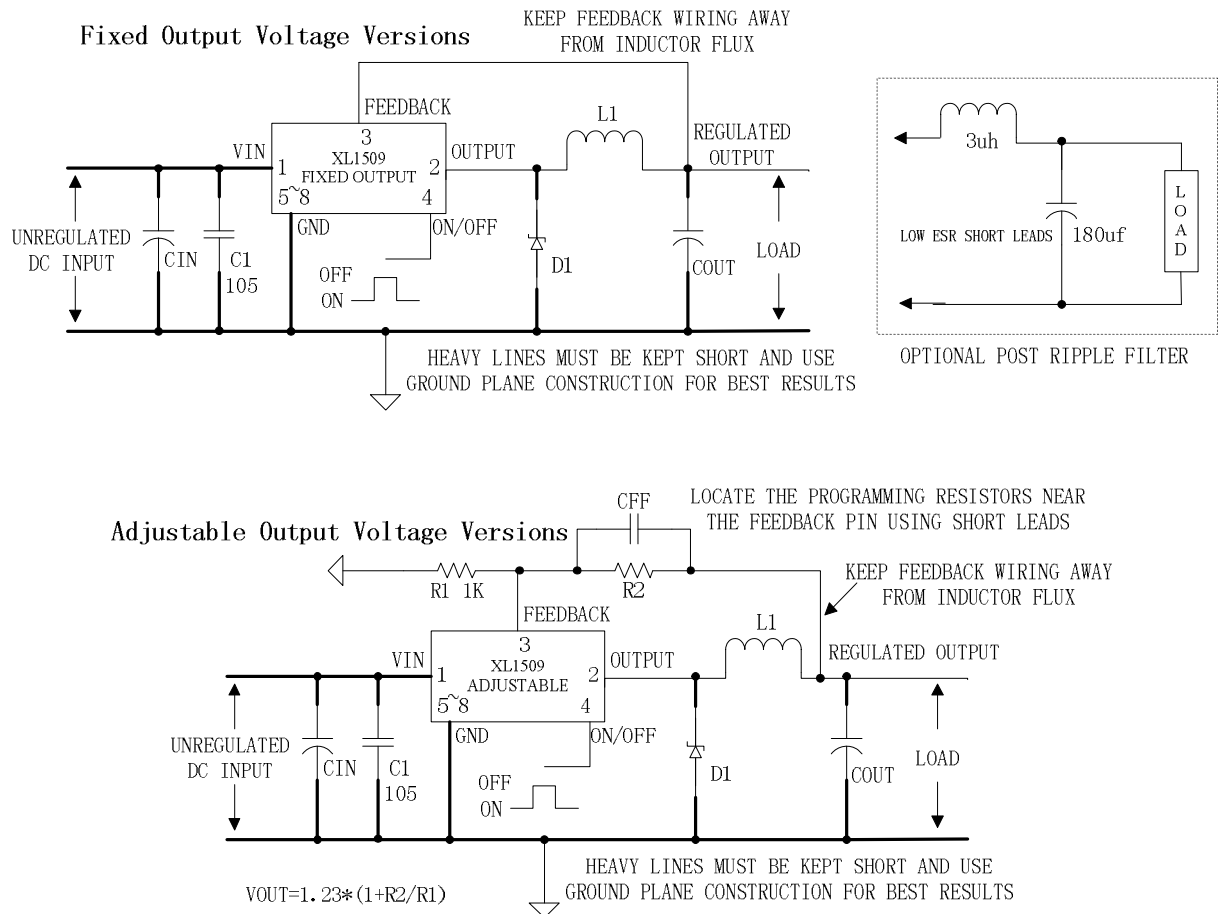 Fixed Output Voltage Versions
KEEP FEEDBACK WIRING AWAY
FROM INDUCTOR FLUX
FEEDBACK
3
L1
VIN
1
XL1509
FIXED OUTPUT
2
OUTPUT
REGULATED
OUTPUT
5~8
4
GND
ON/OFF
UNREGULATED
DC INPUT
CIN
C1
105
OFF
ON
D1
COUT
LOAD
HEAVY LINES MUST BE KEPT SHORT AND USE
GROUND PLANE CONSTRUCTION FOR BEST RESULTS
3uh
LOW ESR SHORT LEADS
180uf
LOAD
OPTIONAL POST RIPPLE FILTER
Adjustable Output Voltage Versions
CFF
LOCATE THE PROGRAMMING RESISTORS NEAR
THE FEEDBACK PIN USING SHORT LEADS
R1 1K
R2
KEEP FEEDBACK WIRING AWAY
FROM INDUCTOR FLUX
FEEDBACK
3
L1
VIN
1
XL1509
ADJUSTABLE
2
OUTPUT
REGULATED OUTPUT
5~8
4
GND
ON/OFF
UNREGULATED
DC INPUT
CIN
C1
105
OFF
ON
D1
COUT
LOAD
HEAVY LINES MUST BE KEPT SHORT AND USE
GROUND PLANE CONSTRUCTION FOR BEST RESULTS
VOUT=1.23*(1+R2/R1)